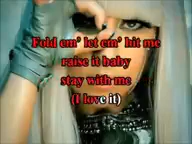 Fold em' let em' hit me
raise it baby
stay with me
(I love it)